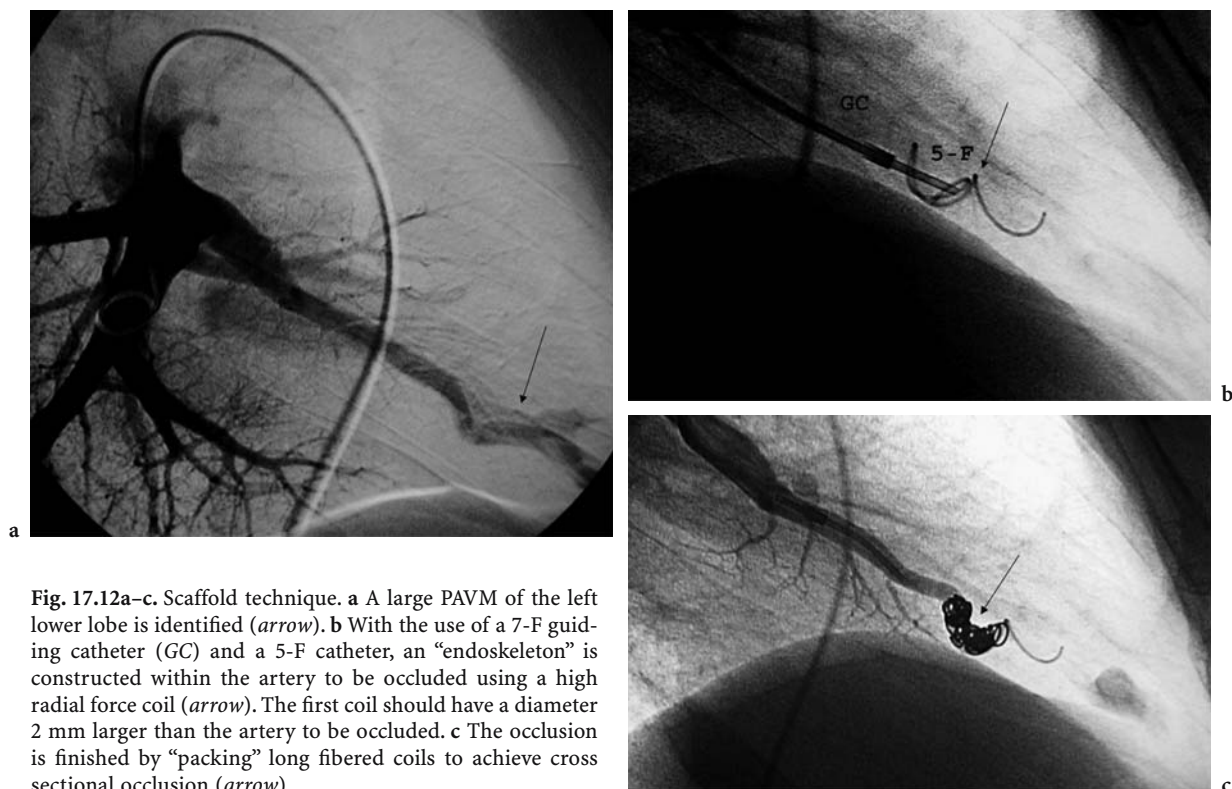 GC
5-F
a
b
c
Fig. 17.12a–c. Scaffold technique. a A large PAVM of the left
lower lobe is identified (arrow). b With the use of a 7-F guid-
ing catheter (GC) and a 5-F catheter, an “endoskeleton” is
constructed within the artery to be occluded using a high
radial force coil (arrow). The first coil should have a diameter
2 mm larger than the artery to be occluded. c The occlusion
is finished by “packing” long fibered coils to achieve cross
sectional occlusion (arrow)